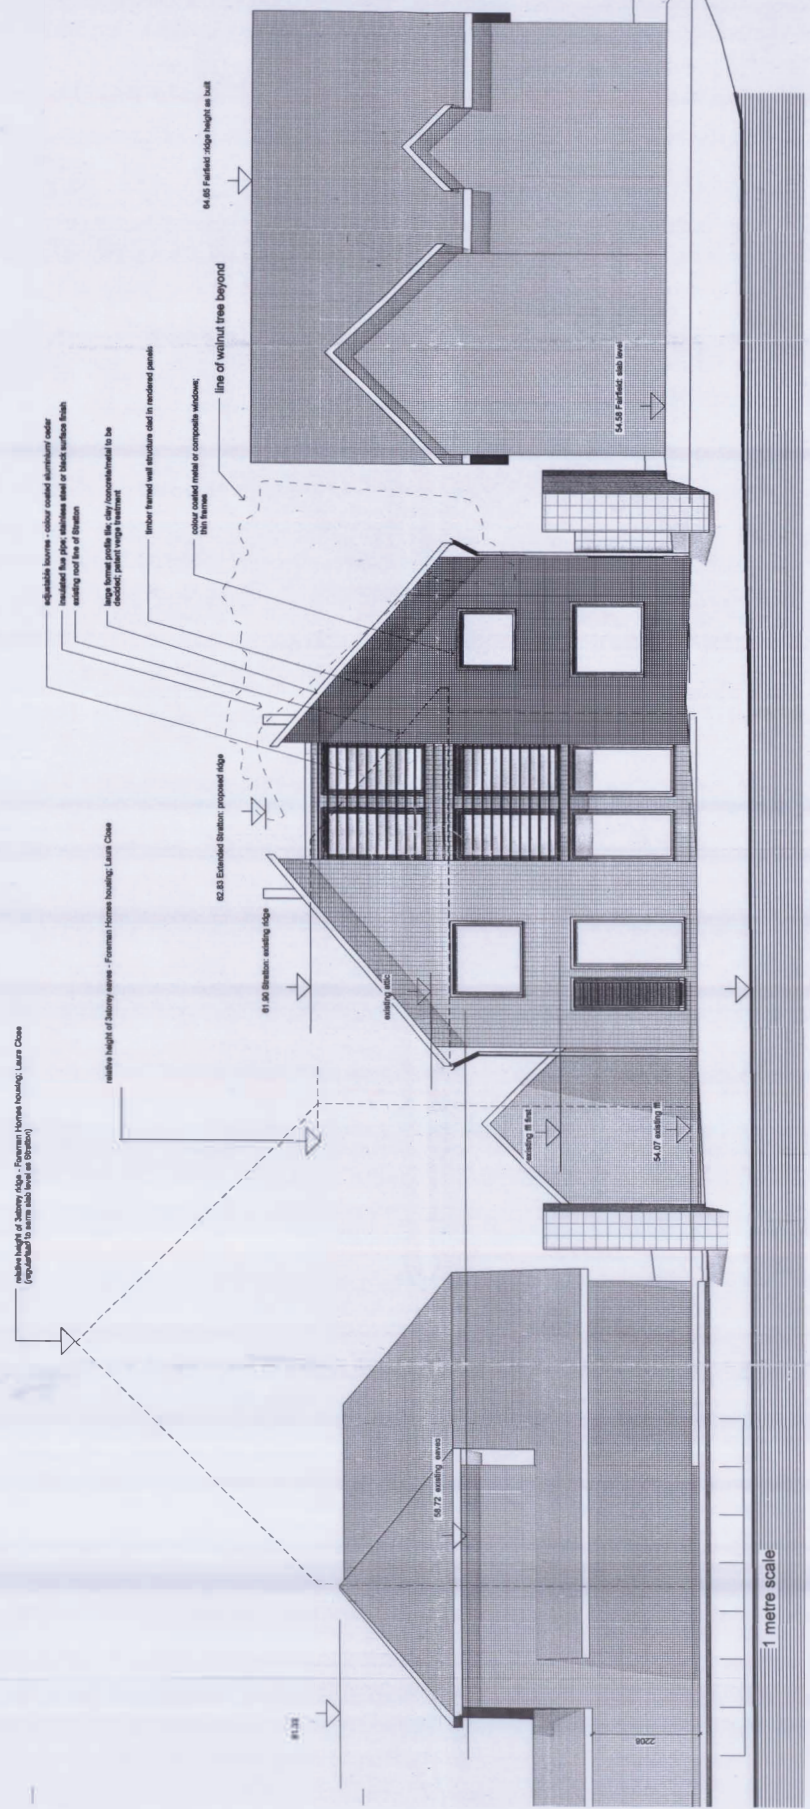 relative height of 3storey ridge - Foreman Homes housing: Laura Close
(regularised to same slab level as Stratton)
relative height of 3storey eaves - Foreman Homes housing: Laura Close
adjustable louvres - colour coated aluminium/ cedar
insulated flue pipe; stainless steel or black surface finish
existing roof line of Stratton
large format profile tile; clay /concrete/metal to be
decided; patent verge treatment
timber framed wall structure clad in rendered panels
colour coated metal or composite windows;
thin frames
line of walnut tree beyond
64.65 Fairfield :ridge height as built
62.83 Extended Stratton: proposed ridge
61.90 Stratton: existing ridge
existing attic
58.72 existing eaves
existing ffl first
54.07 existing ffl
54.58 Fairfield: slab level
2208
1 metre scale